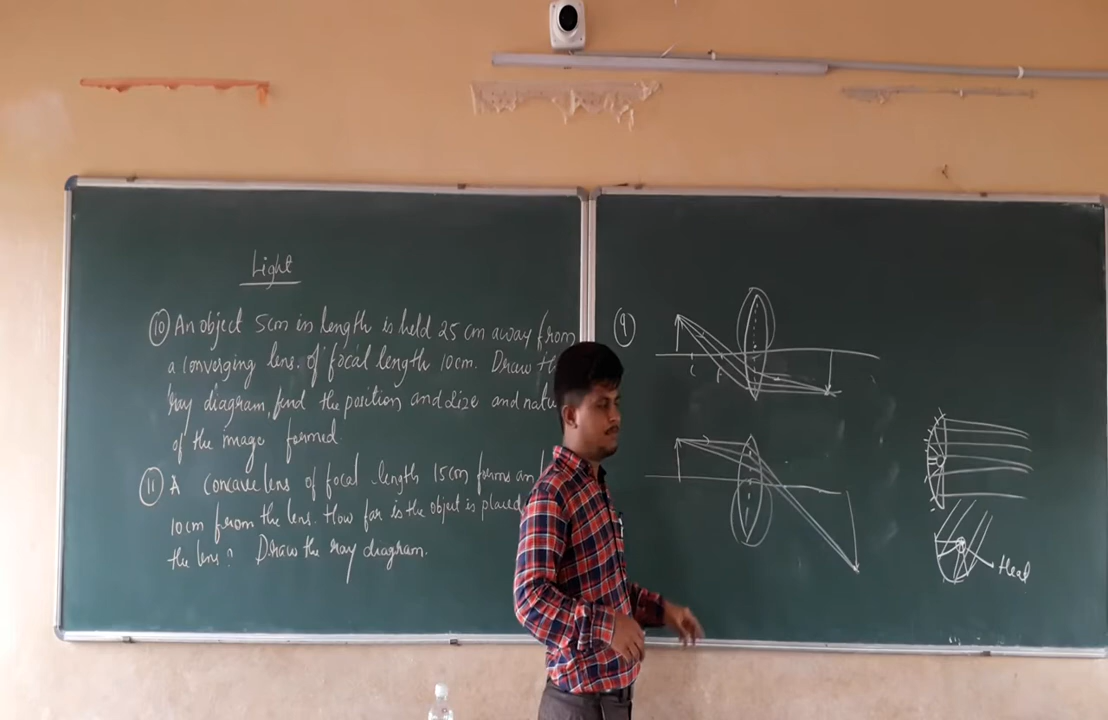 Light
(10) An object 5cm in length is held 25 cm away from
a converging lens. of focal length 10cm. Draw
ray diagram, find the position and size and
of the image formed
(11) A concave lens of focal length 15cm forms an
10cm from the lens. How far is the object is placed
the lens? Draw the ray diagram.
(9)
Heat